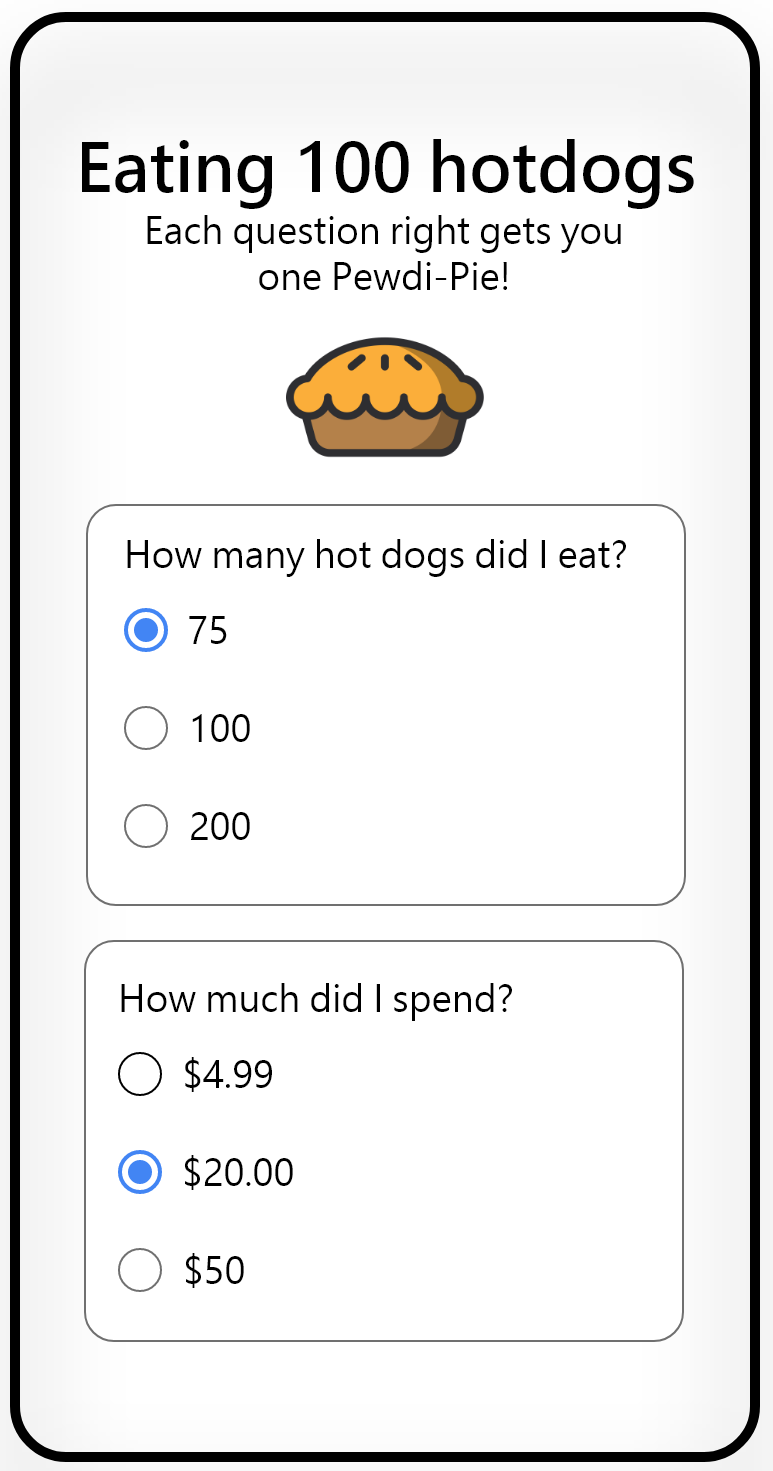 Eating 100 hotdogs
Each question right gets you
one Pewdi-Pie!
How many hot dogs did I eat?
75
100
200
How much did I spend?
$4.99
$20.00
$50